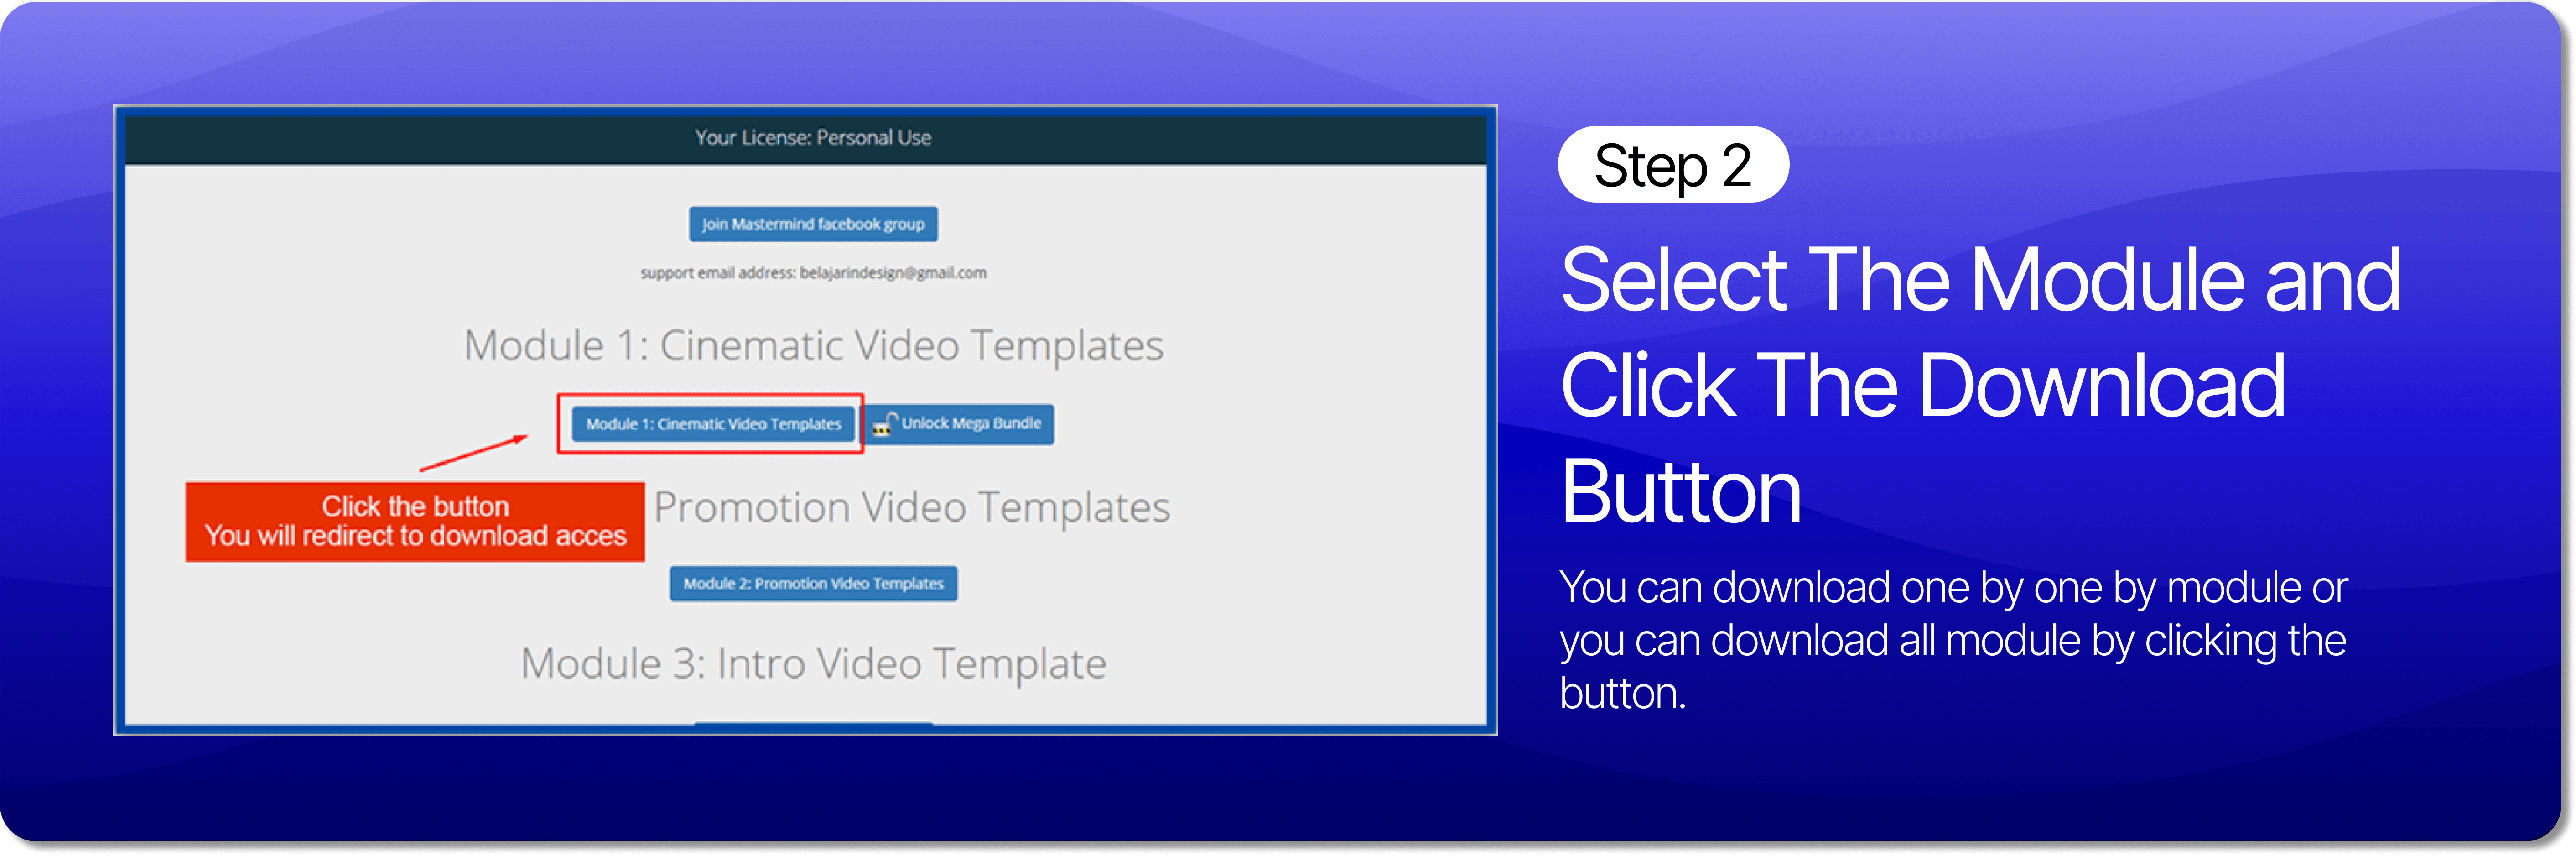 Your License: Personal Use
Join Mastermind facebook group
support email address: belajarindesign@gmail.com
Module 1: Cinematic Video Templates
Module 1: Cinematic Video Templates
Unlock Mega Bundle
Click the button
You will redirect to download acces
Promotion Video Templates
Module 2: Promotion Video Templates
Module 3: Intro Video Template
Step 2
Select The Module and
Click The Download
Button
You can download one by one by module or
you can download all module by clicking the
button.